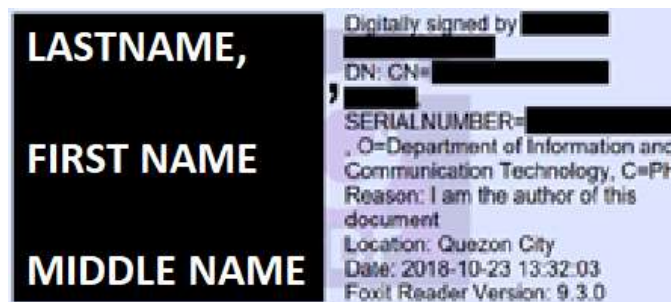 LASTNAME,
FIRST NAME
MIDDLE NAME
,
Digitally signed by
DN: CN=
,
SERIALNUMBER=
, O=Department of Information and
Communication Technology, C=PH
Reason: I am the author of this
document
Location: Quezon City
Date: 2018-10-23 13:32:03
Foxit Reader Version: 9.3.0